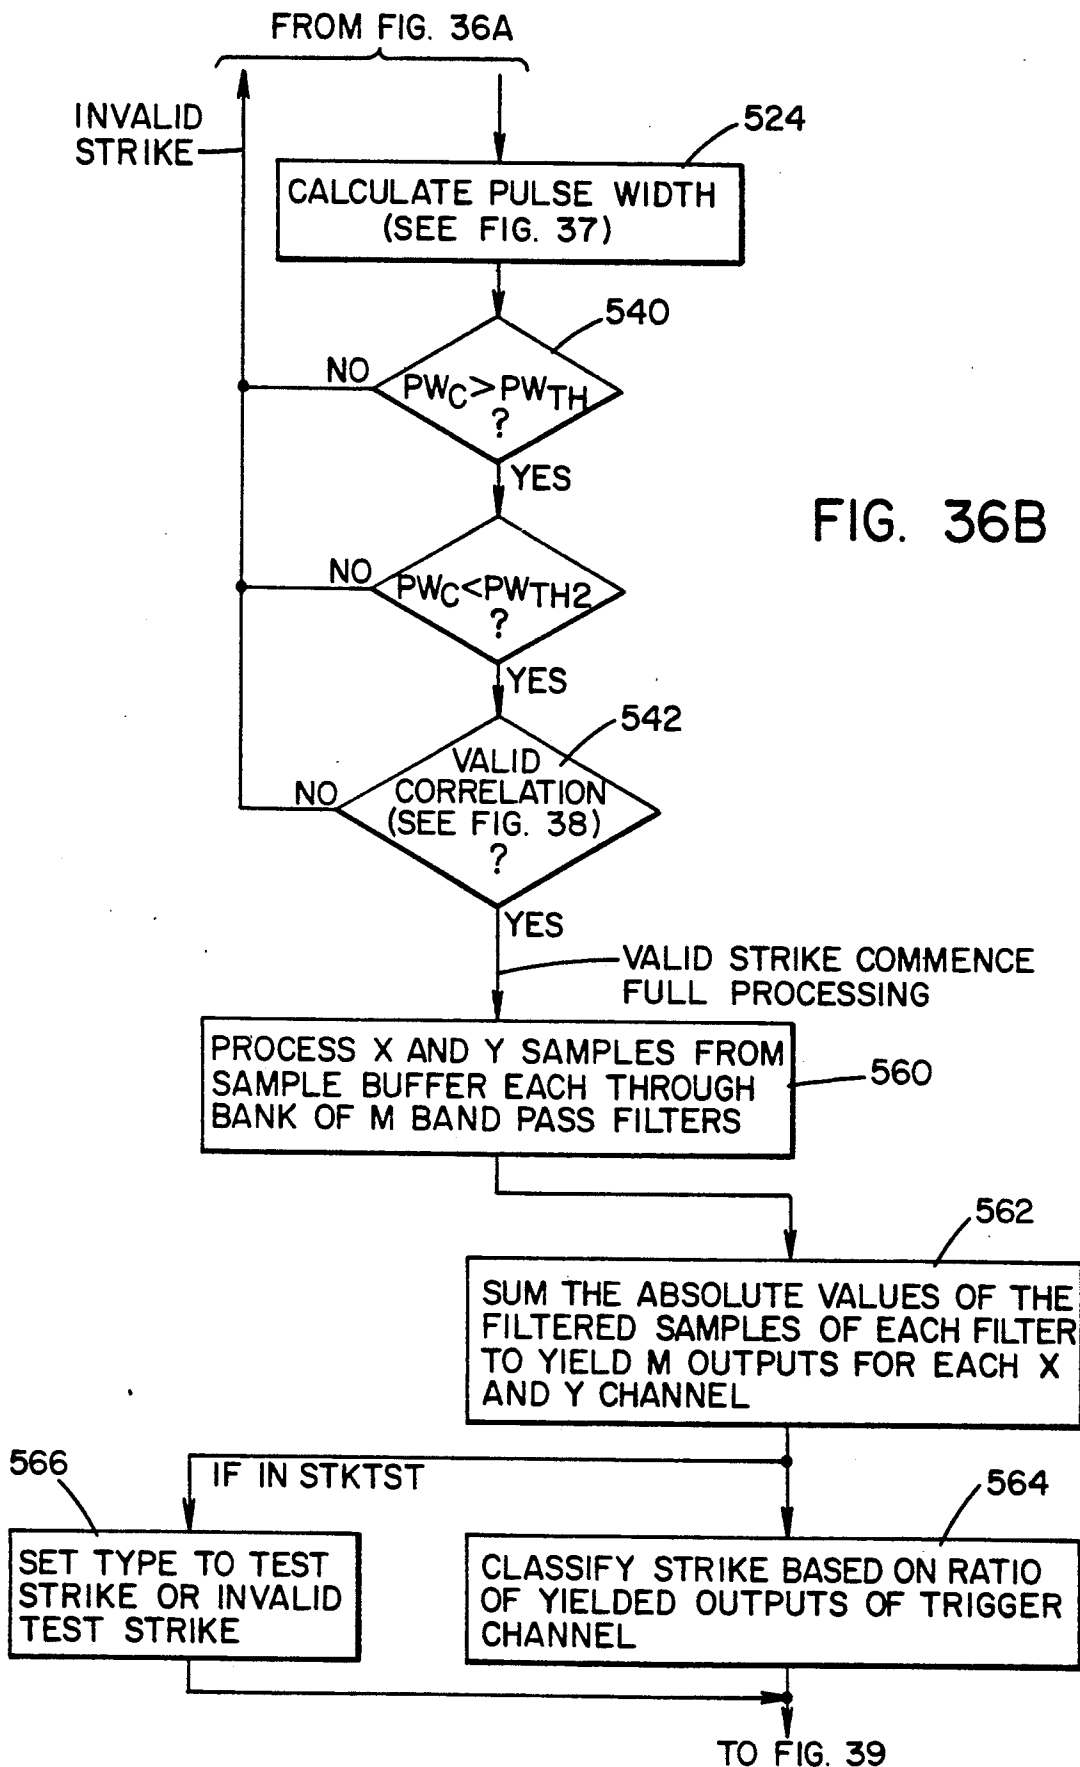 FROM FIG. 36A
INVALID
STRIKE
524
CALCULATE PULSE WIDTH
(SEE FIG. 37)
540
NO
PWC>PWTH
?
YES
FIG. 36B
NO
PWC<PWTH2
?
YES
542
VALID
CORRELATION
(SEE FIG. 38)
?
NO
YES
VALID STRIKE COMMENCE
FULL PROCESSING
PROCESS X AND Y SAMPLES FROM
SAMPLE BUFFER EACH THROUGH
BANK OF M BAND PASS FILTERS
560
562
SUM THE ABSOLUTE VALUES OF THE
FILTERED SAMPLES OF EACH FILTER
TO YIELD M OUTPUTS FOR EACH X
AND Y CHANNEL
566
IF IN STKTST
564
SET TYPE TO TEST
STRIKE OR INVALID
TEST STRIKE
CLASSIFY STRIKE BASED ON RATIO
OF YIELDED OUTPUTS OF TRIGGER
CHANNEL
TO FIG. 39